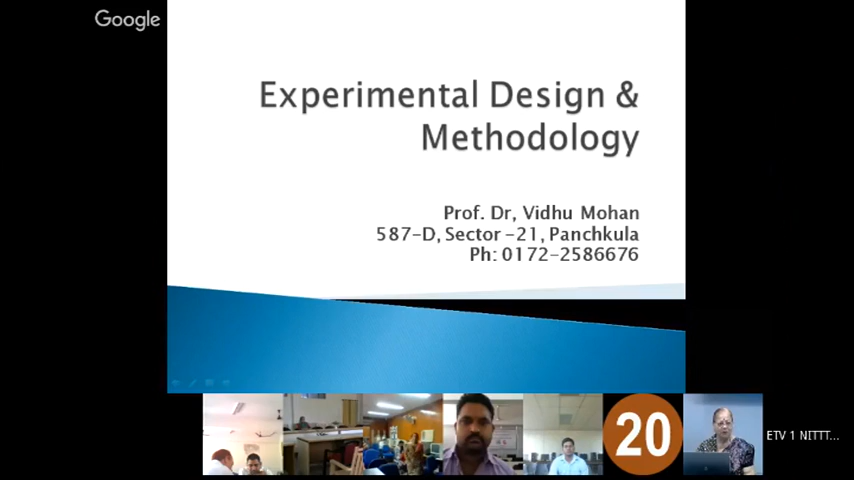 Google
Experimental Design &
Methodology
Prof. Dr, Vidhu Mohan
587-D, Sector -21, Panchkula
Ph: 0172-2586676
20
ETV 1 NITTT...